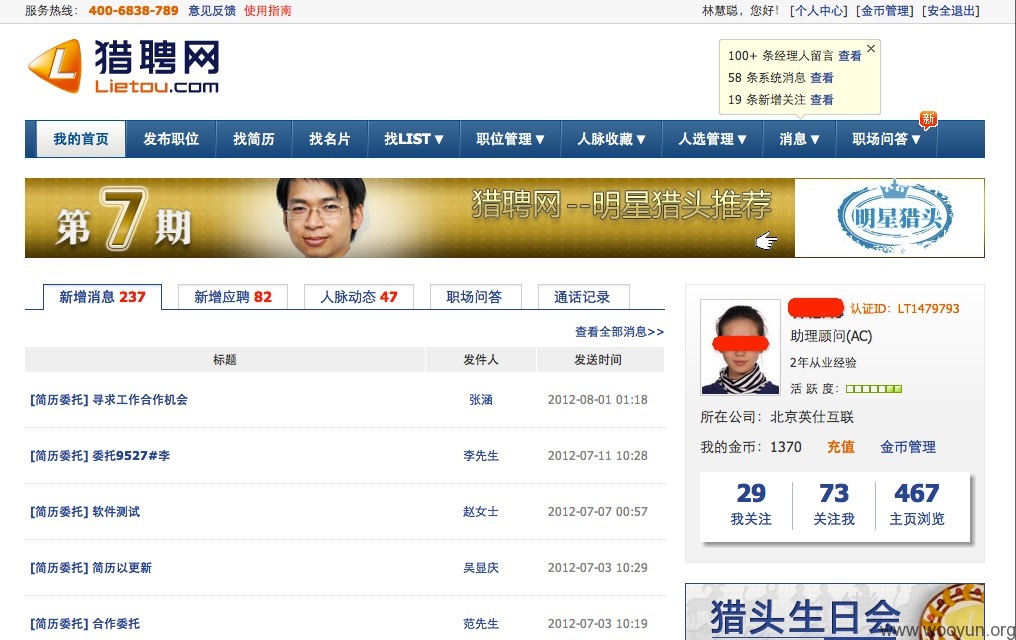 服务热线： 400-6838-789 意见反馈 使用指南
林慧聪，您好！ [个人中心] [金币管理] [安全退出]
猎聘网
Lietou.com
100+ 条经理人留言 查看
58 条系统消息 查看
19 条新增关注 查看
新
我的首页 发布职位 找简历 找名片 找LIST▼ 职位管理▼ 人脉收藏▼ 人选管理▼ 消息▼ 职场问答▼
第7期 猎聘网--明星猎头推荐 明星猎头
新增消息 237 新增应聘 82 人脉动态 47 职场问答 通话记录
查看全部消息>>
标题 发件人 发送时间
[简历委托] 寻求工作合作机会 张涵 2012-08-01 01:18
[简历委托] 委托9527#李 李先生 2012-07-11 10:28
[简历委托] 软件测试 赵女士 2012-07-07 00:57
[简历委托] 简历以更新 吴显庆 2012-07-03 10:29
[简历委托] 合作委托 范先生 2012-07-03 10:19
认证ID：LT1479793
助理顾问(AC)
2年从业经验
活 跃 度：
所在公司：北京英仕互联
我的金币：1370 充值 金币管理
29 73 467
我关注 关注我 主页浏览
猎头生日会
www.wooyun.org